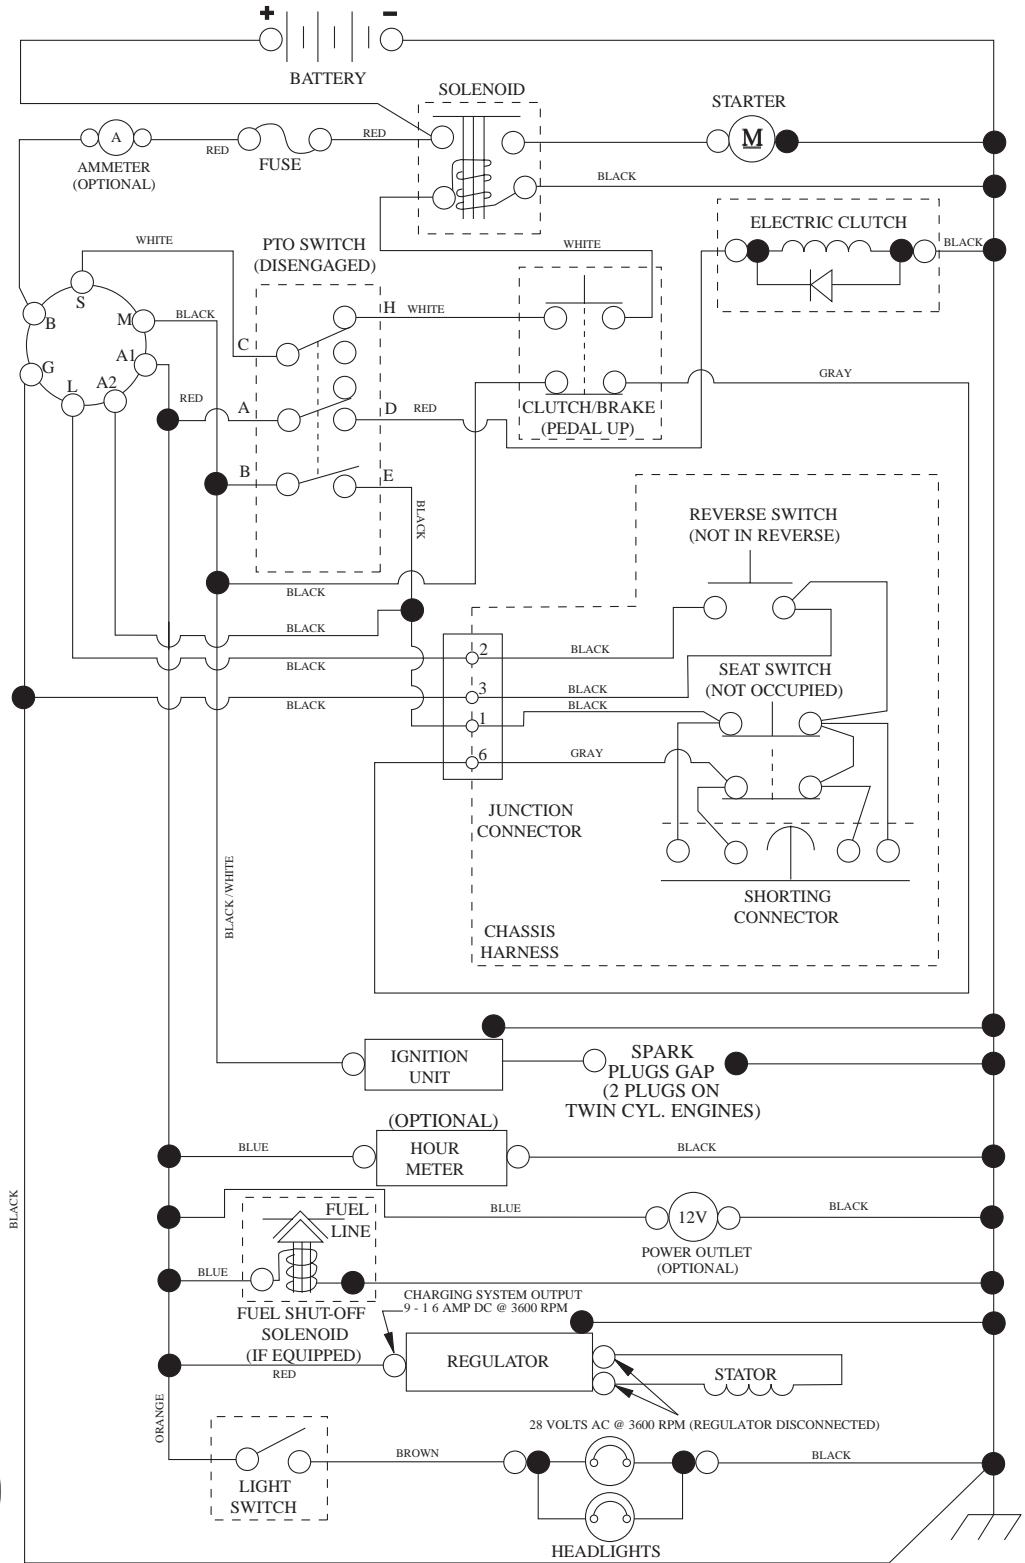 + −
BATTERY
SOLENOID
STARTER
A
RED
FUSE
RED
M
AMMETER
(OPTIONAL)
BLACK
ELECTRIC CLUTCH
BLACK
WHITE
PTO SWITCH
(DISENGAGED)
WHITE
S
B
M
BLACK
H
WHITE
C
G
A1
L
A2
GRAY
RED
A
D
RED
CLUTCH/BRAKE
(PEDAL UP)
B
E
BLACK
REVERSE SWITCH
(NOT IN REVERSE)
BLACK
BLACK
2
BLACK
BLACK
SEAT SWITCH
(NOT OCCUPIED)
3
BLACK
BLACK
BLACK
1
6
GRAY
JUNCTION
CONNECTOR
BLACK/WHITE
SHORTING
CONNECTOR
CHASSIS
HARNESS
IGNITION
UNIT
SPARK
PLUGS GAP
(2 PLUGS ON
TWIN CYL. ENGINES)
(OPTIONAL)
BLUE
HOUR
METER
BLACK
BLACK
FUEL
LINE
BLUE
12V
BLACK
POWER OUTLET
(OPTIONAL)
BLUE
CHARGING SYSTEM OUTPUT
9 - 1 6 AMP DC @ 3600 RPM
FUEL SHUT-OFF
SOLENOID
(IF EQUIPPED)
RED
REGULATOR
STATOR
ORANGE
28 VOLTS AC @ 3600 RPM (REGULATOR DISCONNECTED)
BROWN
BLACK
LIGHT
SWITCH
HEADLIGHTS